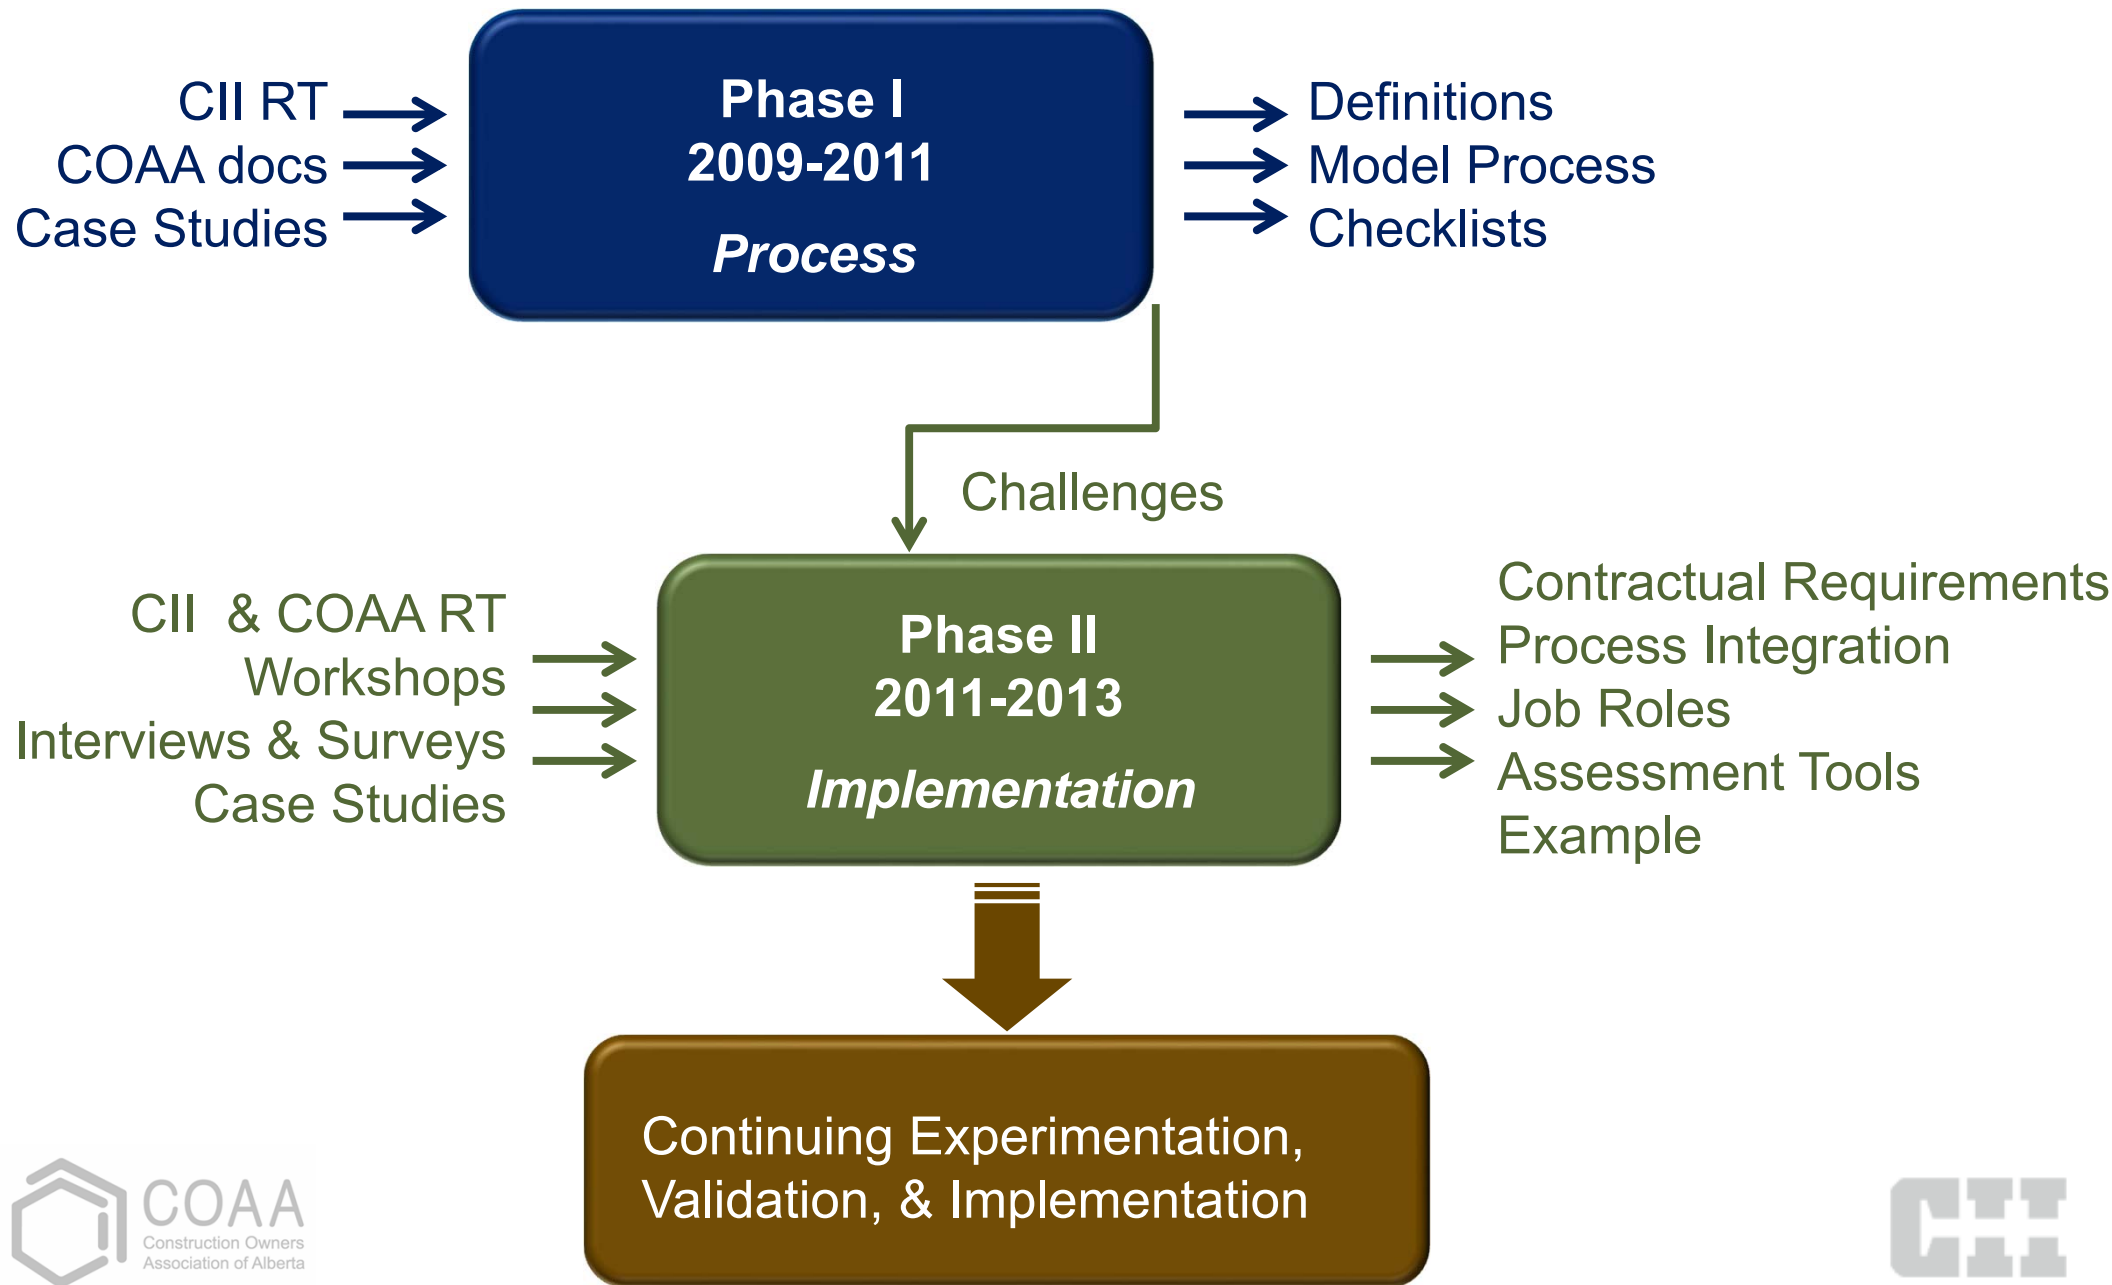 CII RT
COAA docs
Case Studies
Phase I
2009-2011
Process
Definitions
Model Process
Checklists
Challenges
CII & COAA RT
Workshops
Interviews & Surveys
Case Studies
Phase II
2011-2013
Implementation
Contractual Requirements
Process Integration
Job Roles
Assessment Tools
Example
Continuing Experimentation,
Validation, & Implementation
COAA
Construction Owners
Association of Alberta
CII